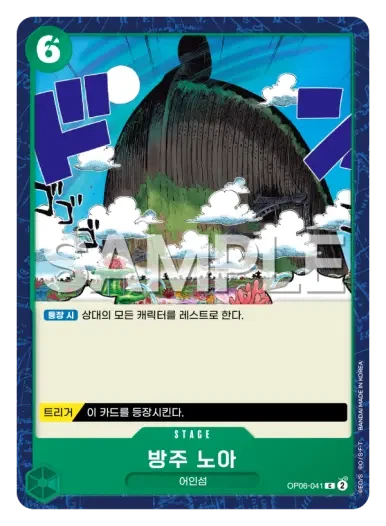 6
ドン
ゴゴゴ
ゴゴ
SAMPLE
등장 시 상대의 모든 캐릭터를 레스트로 한다.
트리거 이 카드를 등장시킨다.
STAGE
방주 노아
어인섬
OP06-041 C 2
BANDAI MADE IN KOREA
©E.O/S ©O / S·F·T